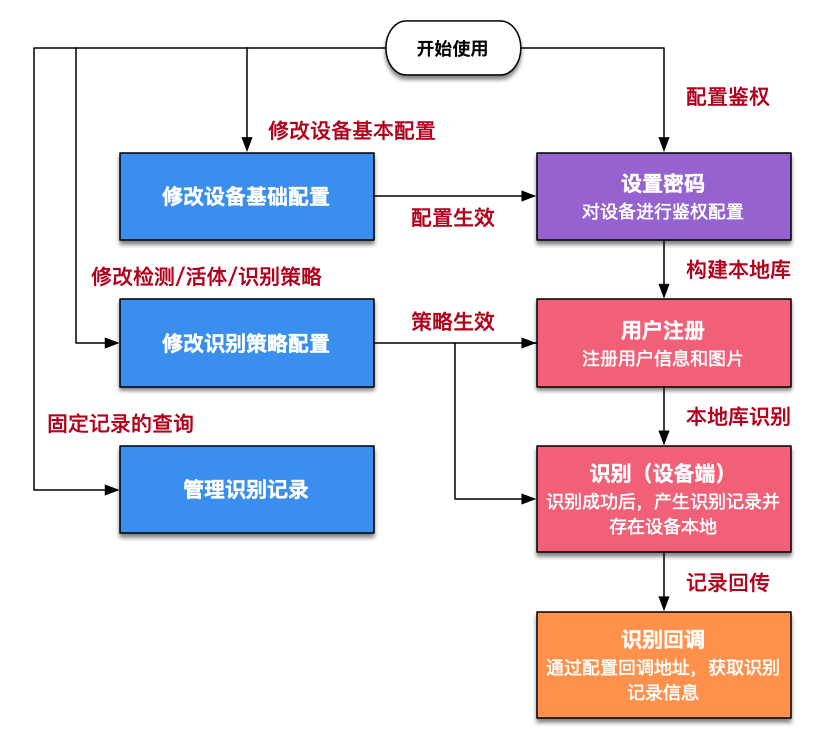 开始使用
配置鉴权
修改设备基本配置
修改设备基础配置
设置密码
对设备进行鉴权配置
配置生效
构建本地库
修改检测/活体/识别策略
策略生效
修改识别策略配置
用户注册
注册用户信息和图片
固定记录的查询
本地库识别
管理识别记录
识别（设备端）
识别成功后，产生识别记录并
存在设备本地
记录回传
识别回调
通过配置回调地址，获取识别
记录信息